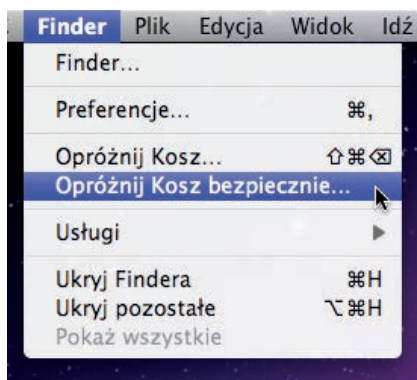 Finder Plik Edycja Widok Idź
Finder...
Preferencje... ⌘,
Opróżnij Kosz... ⇧⌘⌫
Opróżnij Kosz bezpiecznie...
Usługi ▶
Ukryj Findera ⌘H
Ukryj pozostałe ⌥⌘H
Pokaż wszystkie